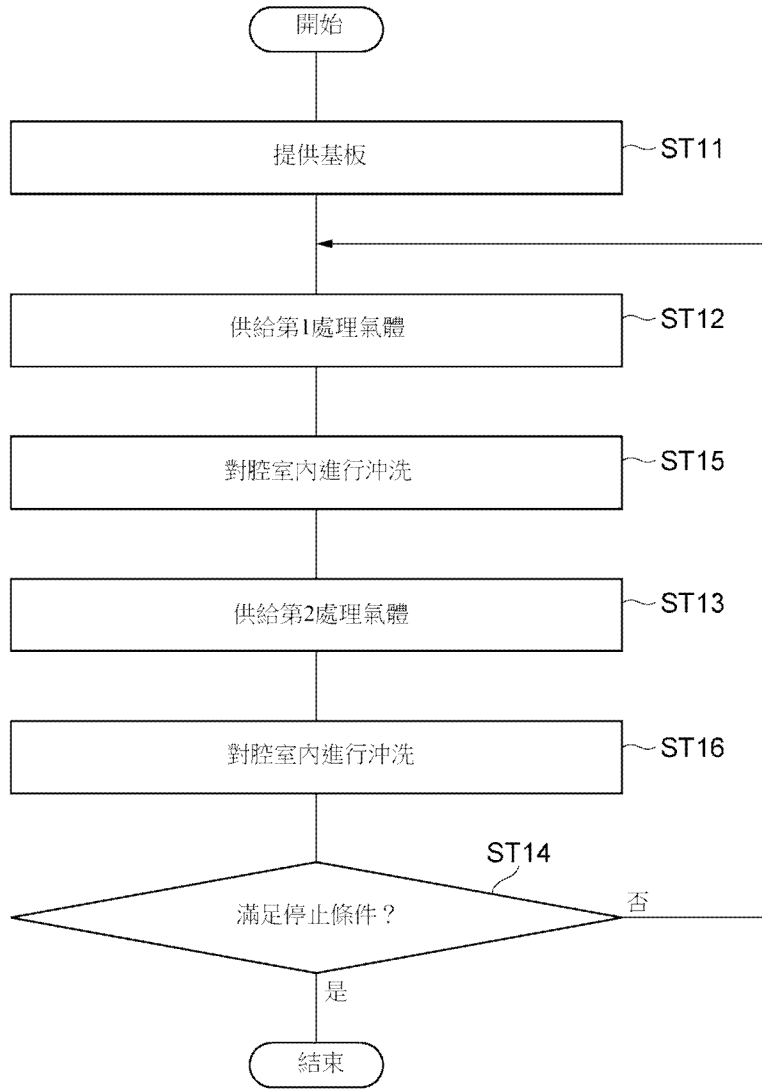 開始
提供基板
ST11
供給第1處理氣體
ST12
對腔室內進行沖洗
ST15
供給第2處理氣體
ST13
對腔室內進行沖洗
ST16
ST14
滿足停止條件？
否
是
結束